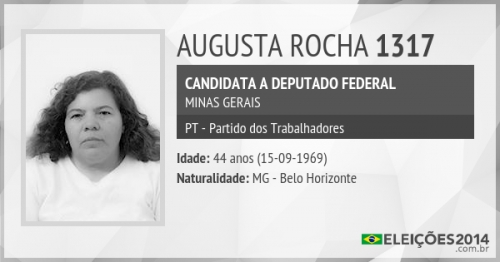 AUGUSTA ROCHA 1317
CANDIDATA A DEPUTADO FEDERAL
MINAS GERAIS
PT - Partido dos Trabalhadores
Idade: 44 anos (15-09-1969)
Naturalidade: MG - Belo Horizonte
ELEIÇÕES2014
.com.br